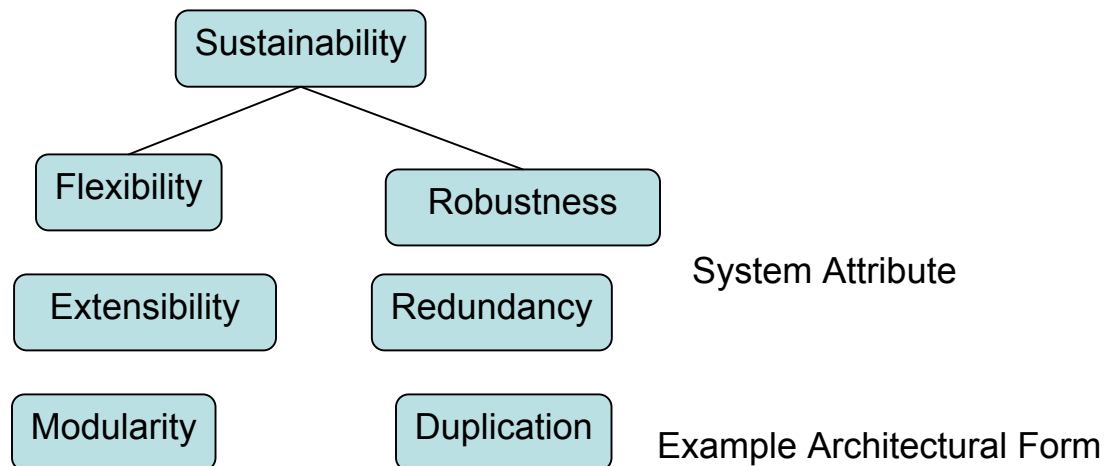 Sustainability
Flexibility
Robustness
System Attribute
Extensibility
Redundancy
Modularity
Duplication
Example Architectural Form